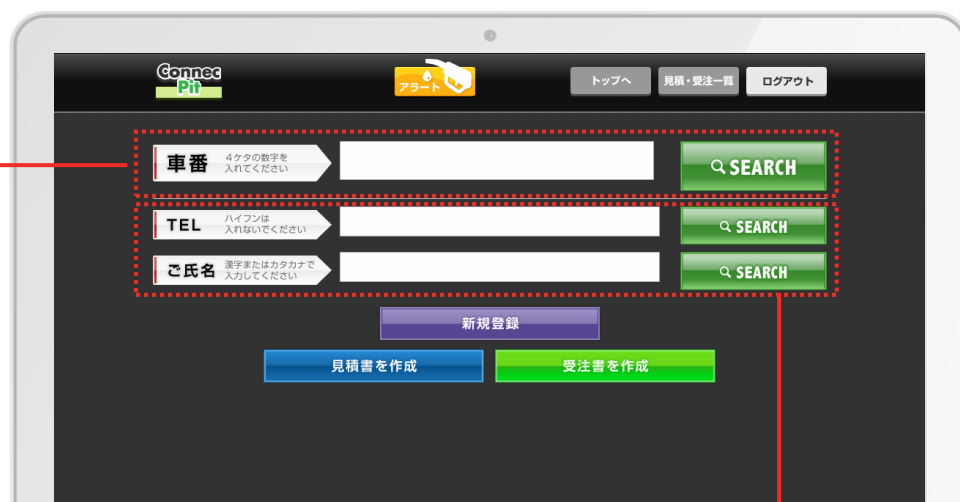 Connec
Pit
アラート
トップへ
見積・受注一覧
ログアウト
車番
4ケタの数字を
入れてください
SEARCH
TEL
ハイフンは
入れないでください
SEARCH
ご氏名
漢字またはカタカナで
入力してください
SEARCH
新規登録
見積書を作成
受注書を作成